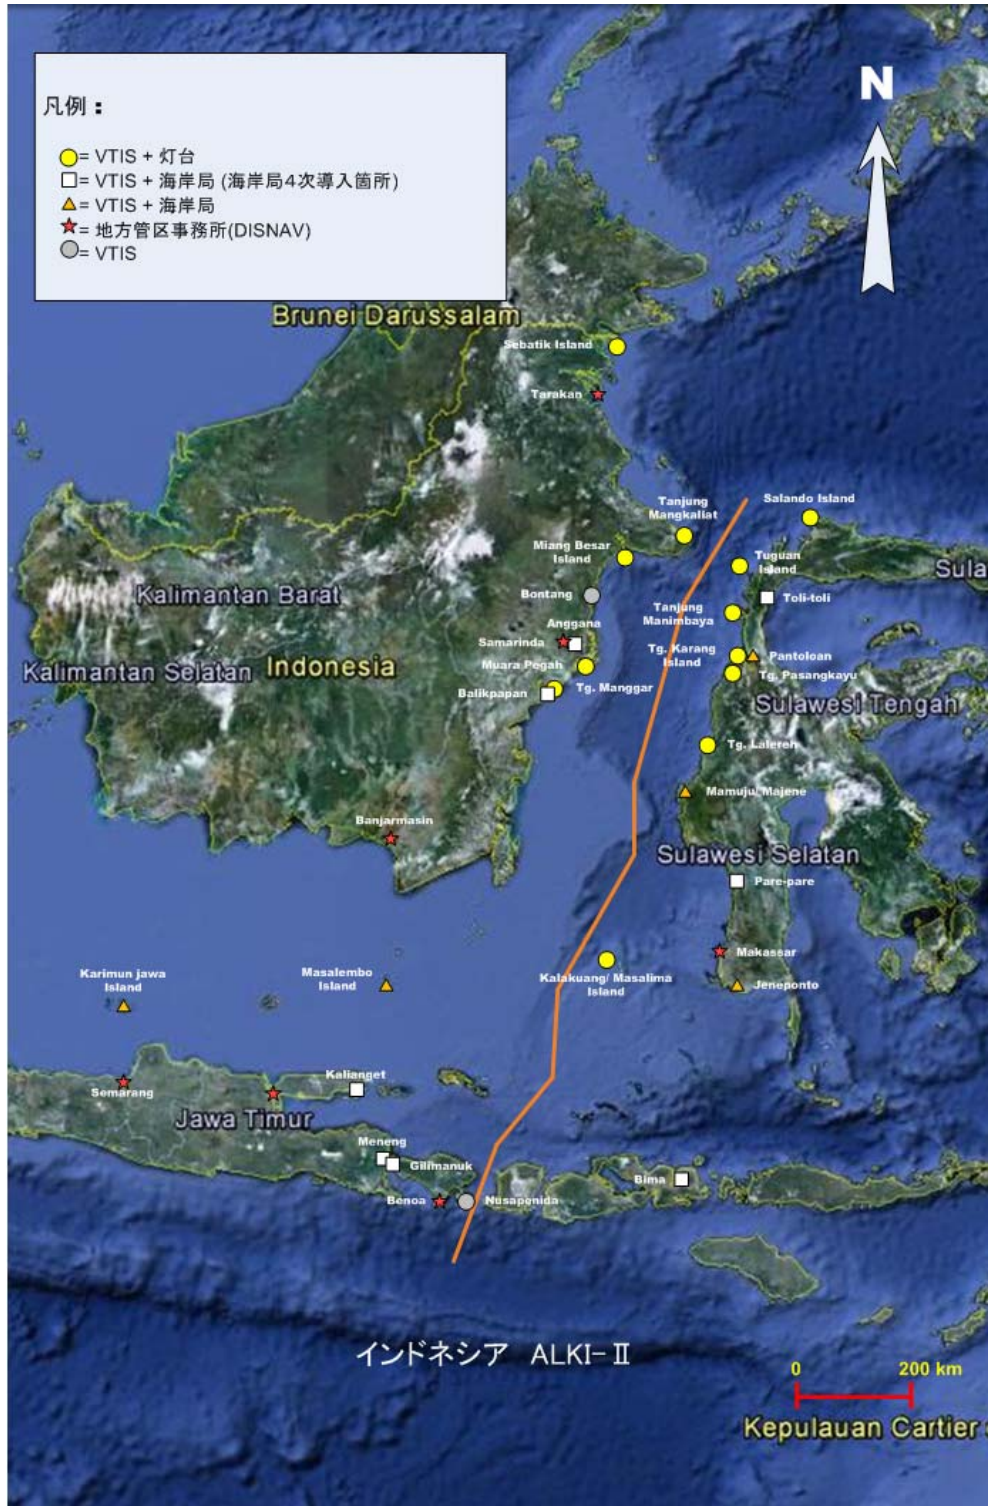 凡例：
= VTIS + 灯台
= VTIS + 海岸局 (海岸局４次導入箇所)
= VTIS + 海岸局
= 地方管区事務所(DISNAV)
= VTIS
N
Brunei Darussalam
Sebatik Island
Tarakan
Salando Island
Tanjung
Mangkaliat
Miang Besar
Island
Tuguan
Island
Sula
Kalimantan Barat
Bontang
Toli-toli
Tanjung
Manimbaya
Anggana
Samarinda
Tg. Karang
Island
Pantoloan
Kalimantan Selatan
Indonesia
Muara Pegah
Tg. Pasangkayu
Balikpapan
Tg. Manggar
Sulawesi Tengah
Tg. Laleren
Mamuju/ Majene
Banjarmasin
Sulawesi Selatan
Pare-pare
Makassar
Karimun jawa
Island
Masalembo
Island
Kalakuang/ Masalima
Island
Jeneponto
Kalianget
Semarang
Jawa Timur
Meneng
Gilimanuk
Bima
Benoa
Nusapenida
インドネシア ALKI-Ⅱ
0
200 km
Kepulauan Cartier